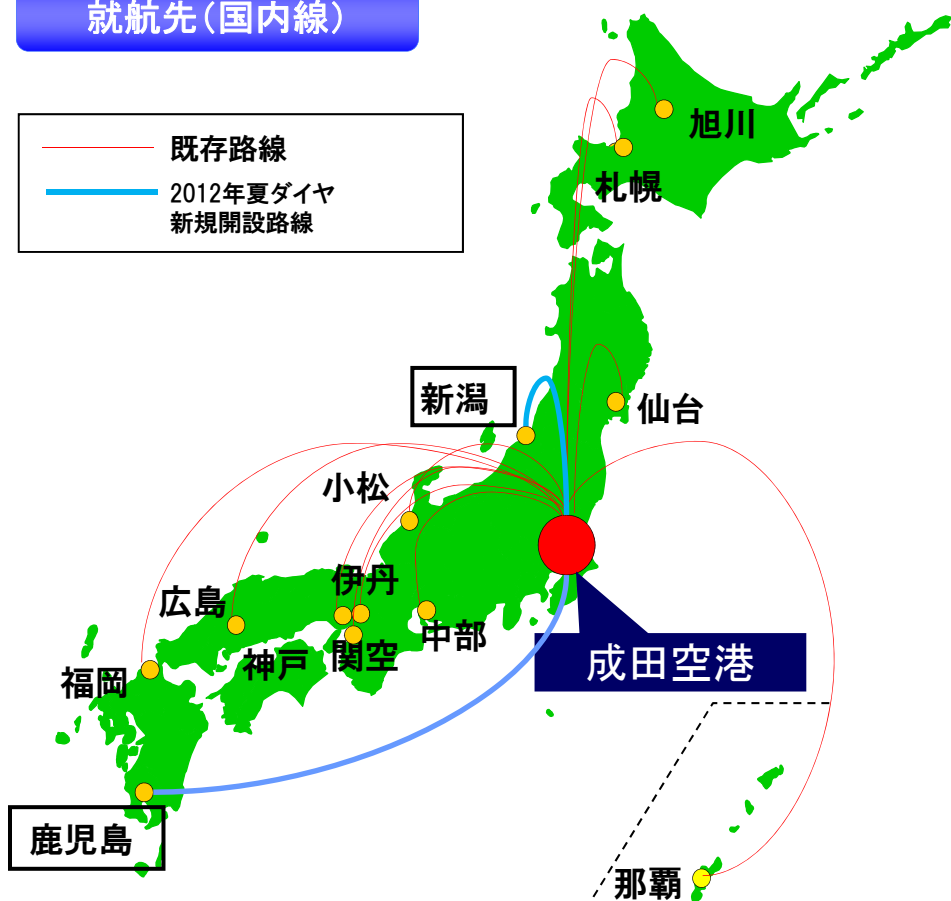 就航先（国内線）
既存路線
2012年夏ダイヤ
新規開設路線
旭川
札幌
新潟
仙台
小松
伊丹
広島
中部
神戸
関空
成田空港
福岡
鹿児島
那覇